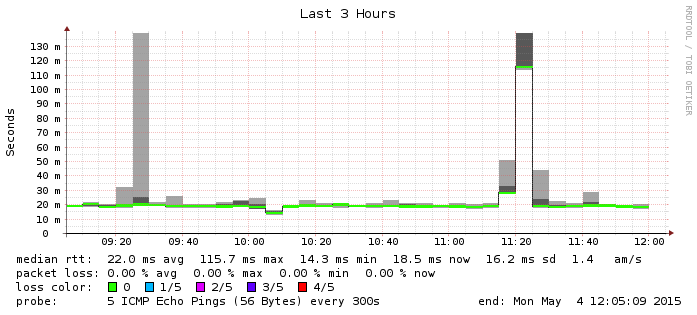 Last 3 Hours
RRDTOOL / TOBI OETIKER
Seconds
130 m
120 m
110 m
100 m
90 m
80 m
70 m
60 m
50 m
40 m
30 m
20 m
10 m
0
09:20 09:40 10:00 10:20 10:40 11:00 11:20 11:40 12:00
median rtt: 22.0 ms avg 115.7 ms max 14.3 ms min 18.5 ms now 16.2 ms sd 1.4 am/s
packet loss: 0.00 % avg 0.00 % max 0.00 % min 0.00 % now
loss color: 0 1/5 2/5 3/5 4/5
probe: 5 ICMP Echo Pings (56 Bytes) every 300s end: Mon May 4 12:05:09 2015